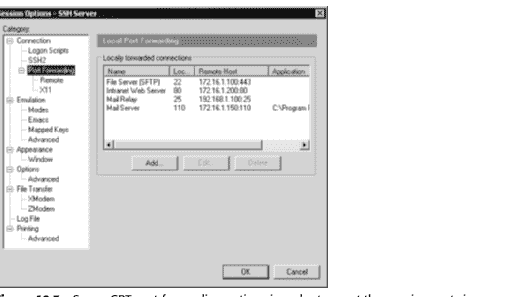 Session Options - SSH Server
Category:
Connection
Logon Scripts
SSH2
Port Forwarding
Remote
X11
Emulation
Modes
Emacs
Mapped Keys
Advanced
Appearance
Window
Options
Advanced
File Transfer
XModem
ZModem
Log File
Printing
Advanced
Local Port Forwarding
Locally forwarded connections
Name Loc... Remote Host Application
File Server (SFTP) 22 172.16.1.100:443
Intranet Web Server 80 172.16.1.200:80
Mail Relay 25 192.168.1.100:25
Mail Server 110 172.16.1.150:110 C:\Program
Add... Edit... Delete
OK Cancel